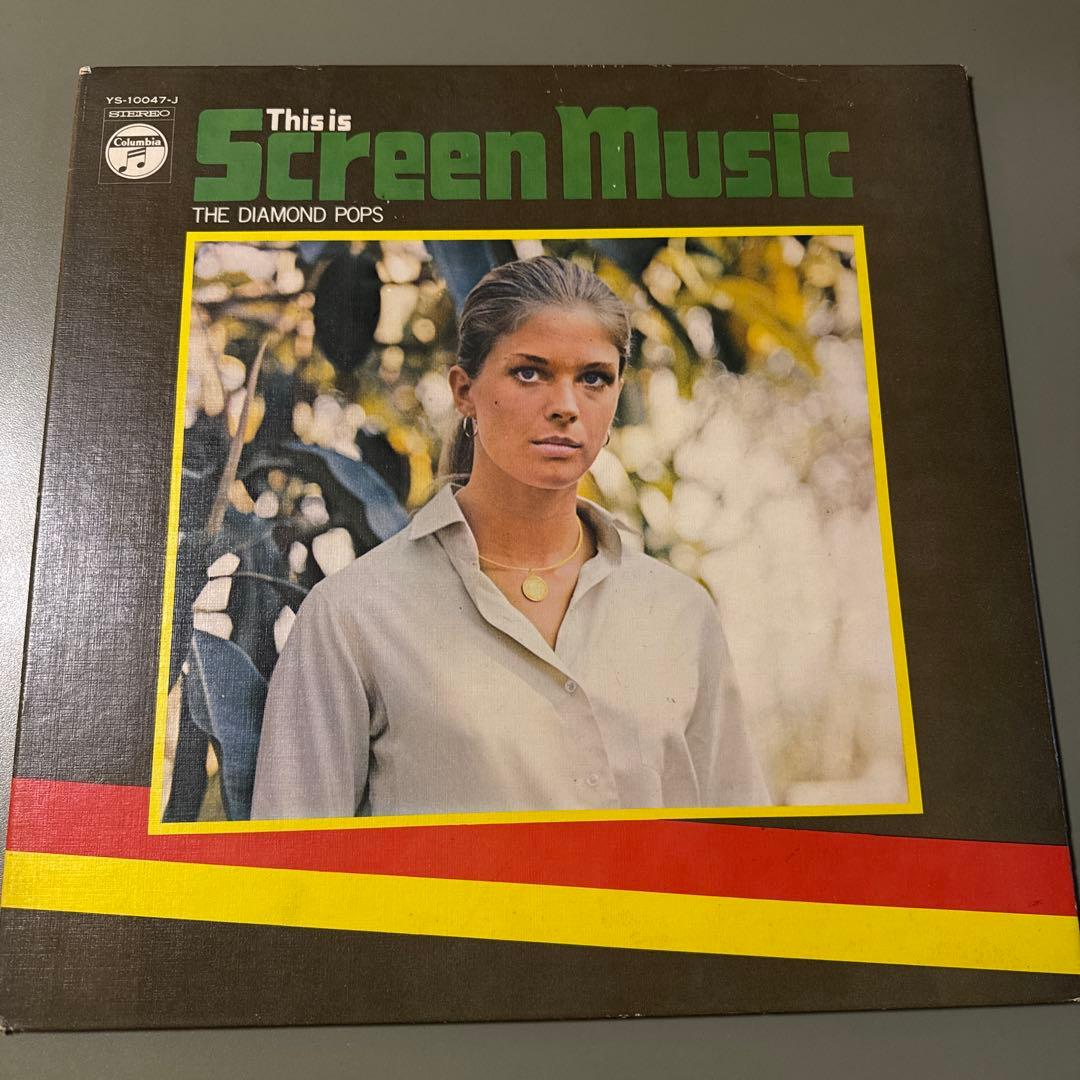 YS-10047-J
STEREO
Columbia
This is
Screen Music
THE DIAMOND POPS